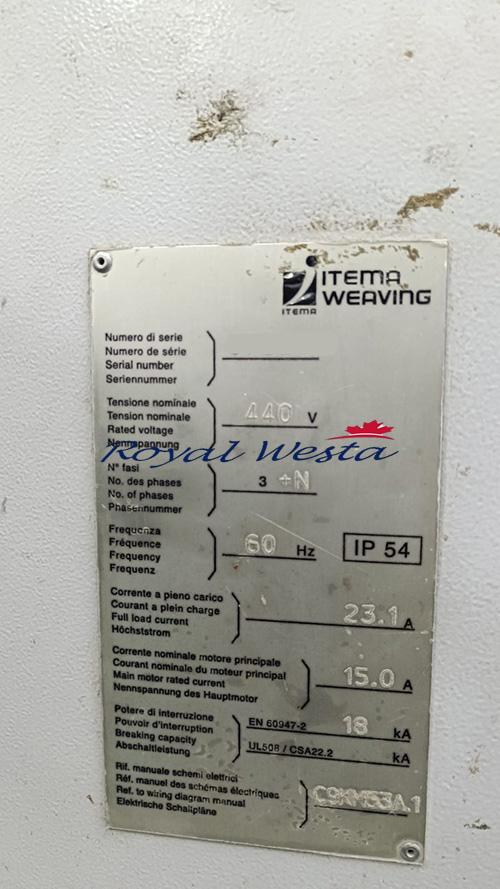 ITEMA
WEAVING
ITEMA
Numero di serie
Numero de série
Serial number
Seriennummer
Tensione nominale
Tension nominale
Rated voltage
Nennspannung
440 V
Royal Westa
N° fasi
No. des phases
No. of phases
Phasennummer
3 +N
Frequenza
Fréquence
Frequency
Frequenz
60 Hz
IP 54
Corrente a pieno carico
Courant a plein charge
Full load current
Höchststrom
23.1 A
Corrente nominale motore principale
Courant nominale du moteur principal
Main motor rated current
Nennspannung des Hauptmotor
15.0 A
Potere di interruzione
Pouvoir d'interruption
Breaking capacity
Abschaltleistung
EN 60947-2 18 kA
UL508 / CSA22.2 kA
Rif. manuale schemi elettrici
Réf. manuel des schémas électriques
Ref. to wiring diagram manual
Elektrische Schaltpläne
C9KM53A.1